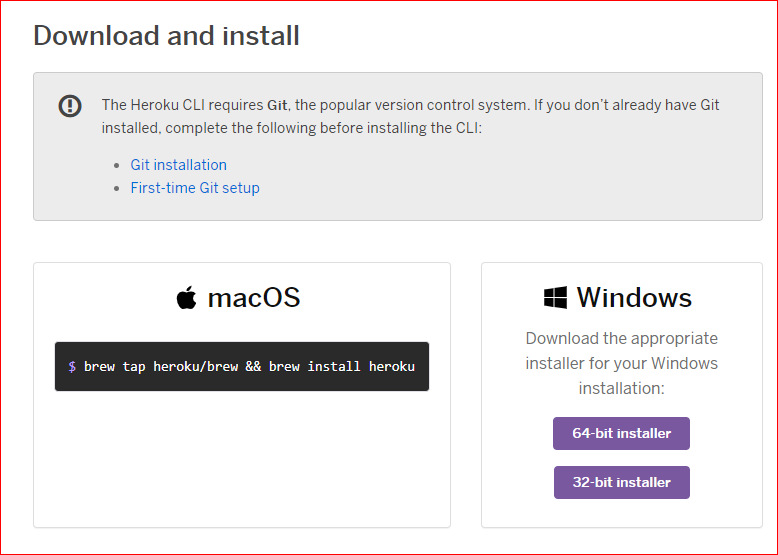 Download and install
The Heroku CLI requires Git, the popular version control system. If you don’t already have Git
installed, complete the following before installing the CLI:
• Git installation
• First-time Git setup
macOS
$ brew tap heroku/brew && brew install heroku
Windows
Download the appropriate
installer for your Windows
installation:
64-bit installer
32-bit installer